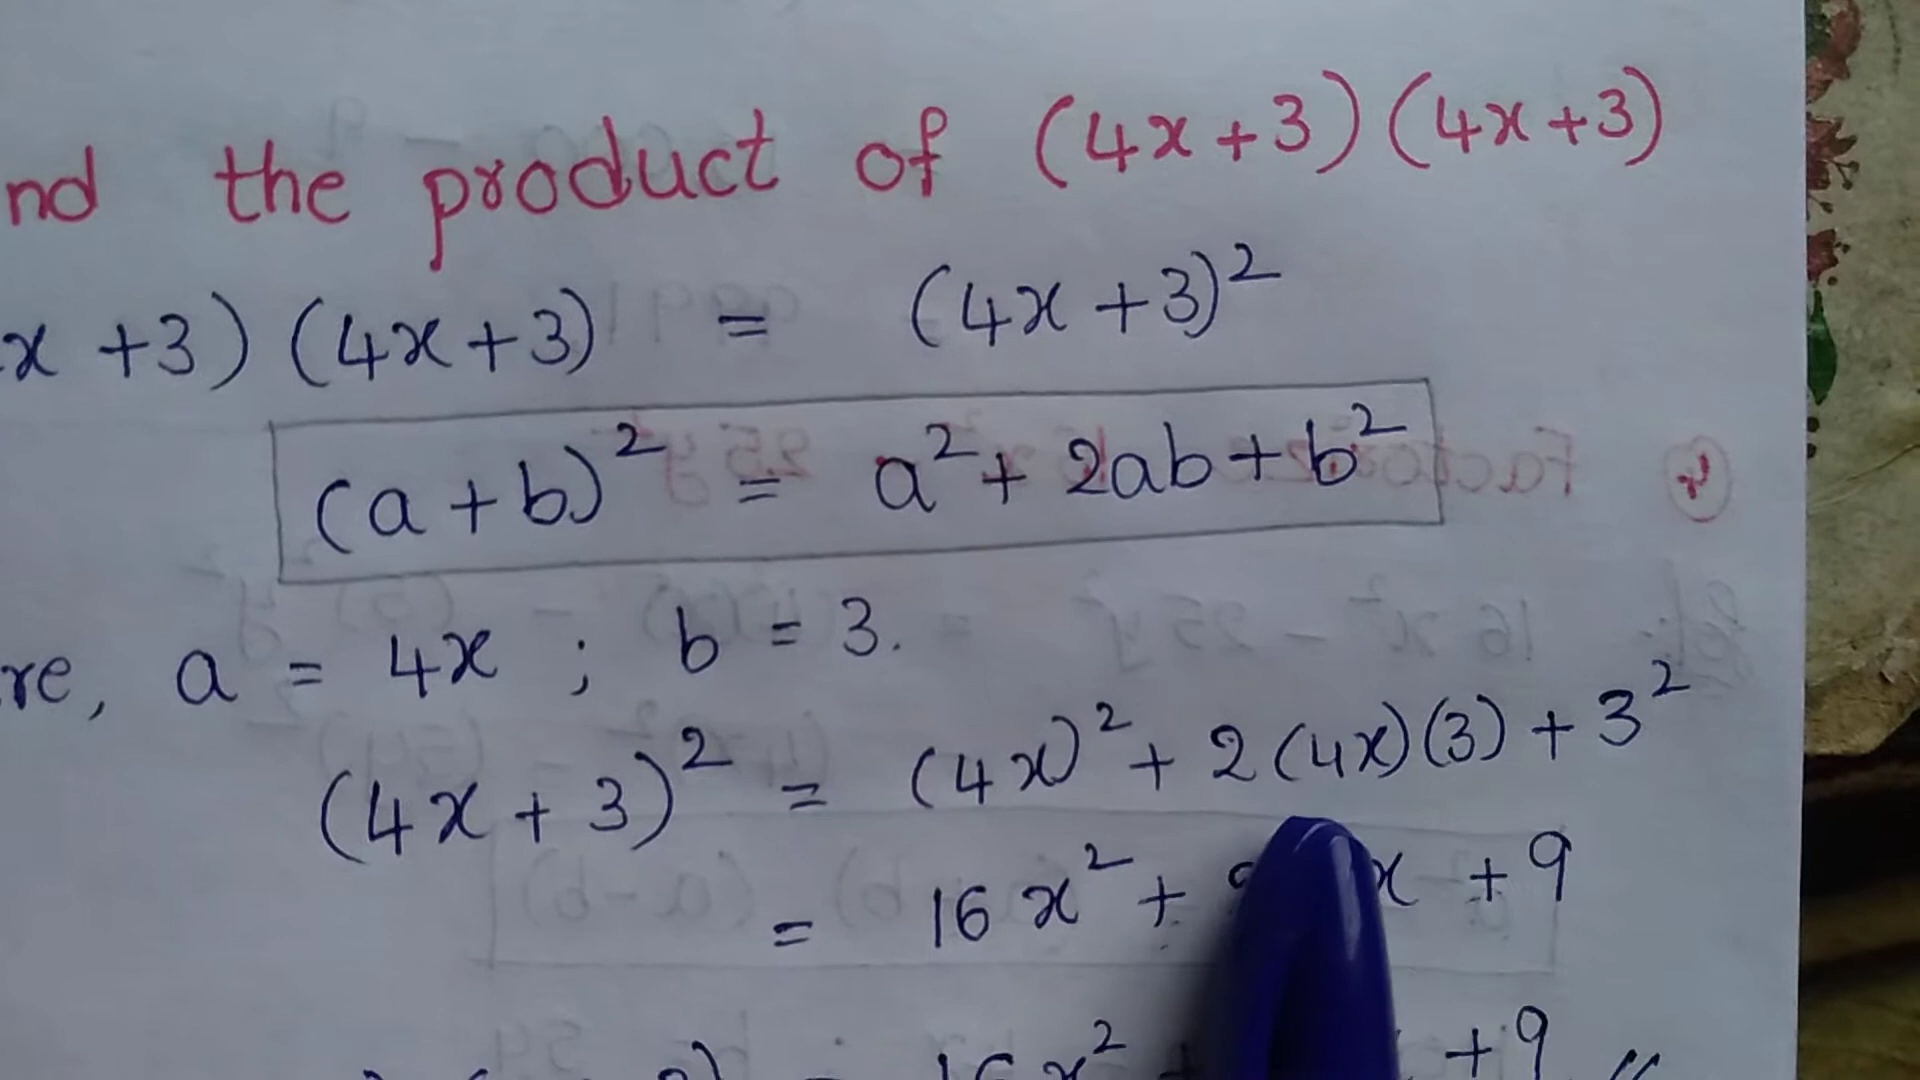 nd the product of (4x+3)(4x+3)
x +3) (4x+3) = (4x+3)²
(a+b)² = a² + 2ab + b²
re, a = 4x ; b = 3.
(4x+3)² = (4x)² + 2(4x)(3) + 3²
= 16x² + x + 9
= 16x² + 9 //